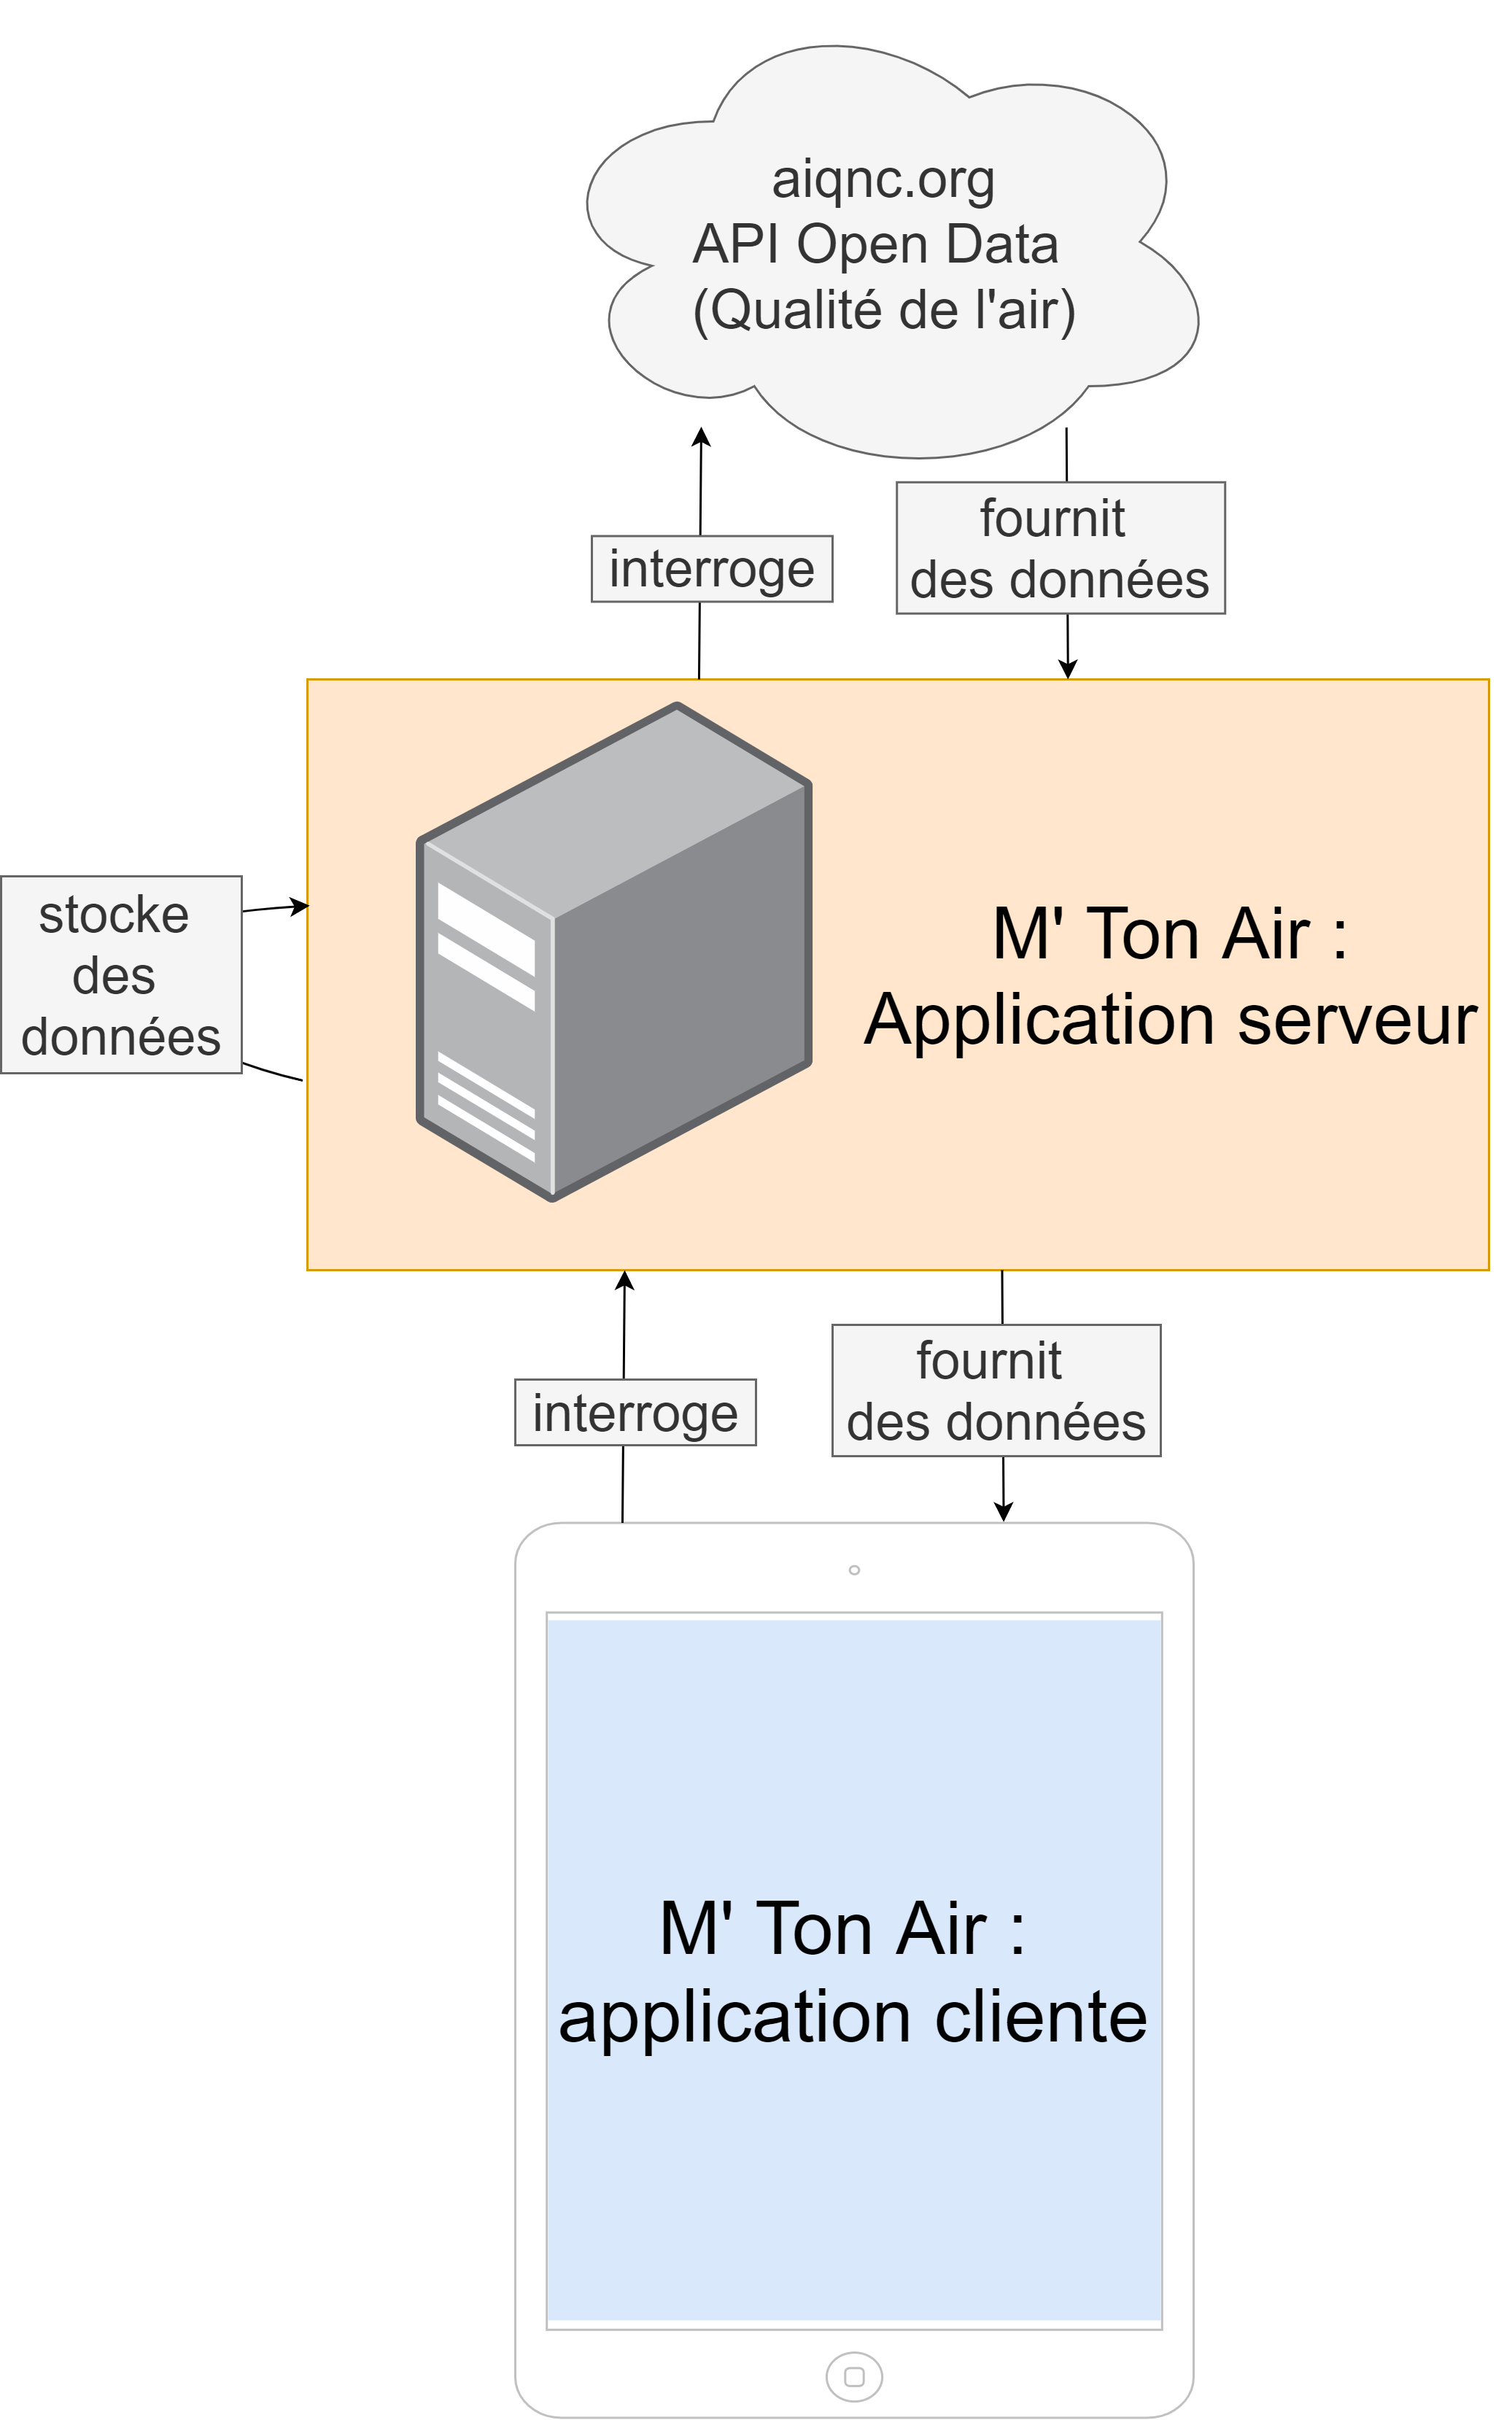 aiqnc.org
API Open Data
(Qualité de l'air)
interroge
fournit
des données
stocke
des
données
M' Ton Air :
Application serveur
interroge
fournit
des données
M' Ton Air :
application cliente